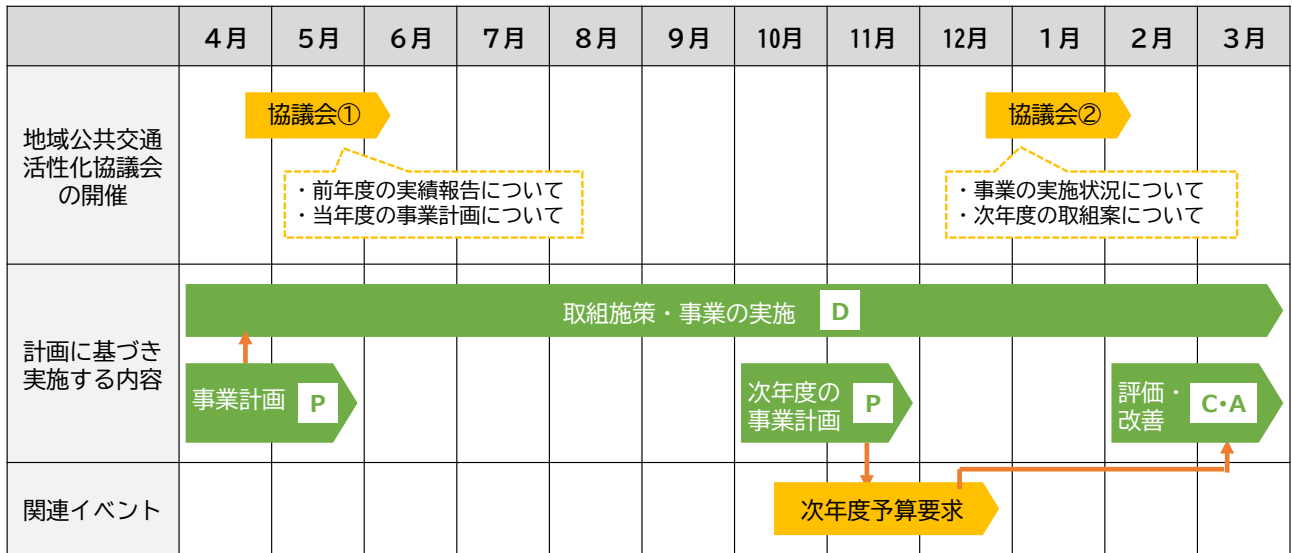 ４月 ５月 ６月 ７月 ８月 ９月 10月 11月 12月 １月 ２月 ３月
地域公共交通
活性化協議会
の開催
協議会①
・前年度の実績報告について
・当年度の事業計画について
協議会②
・事業の実施状況について
・次年度の取組案について
計画に基づき
実施する内容
取組施策・事業の実施 D
事業計画 P
次年度の
事業計画
P
評価・
改善
C・A
関連イベント
次年度予算要求